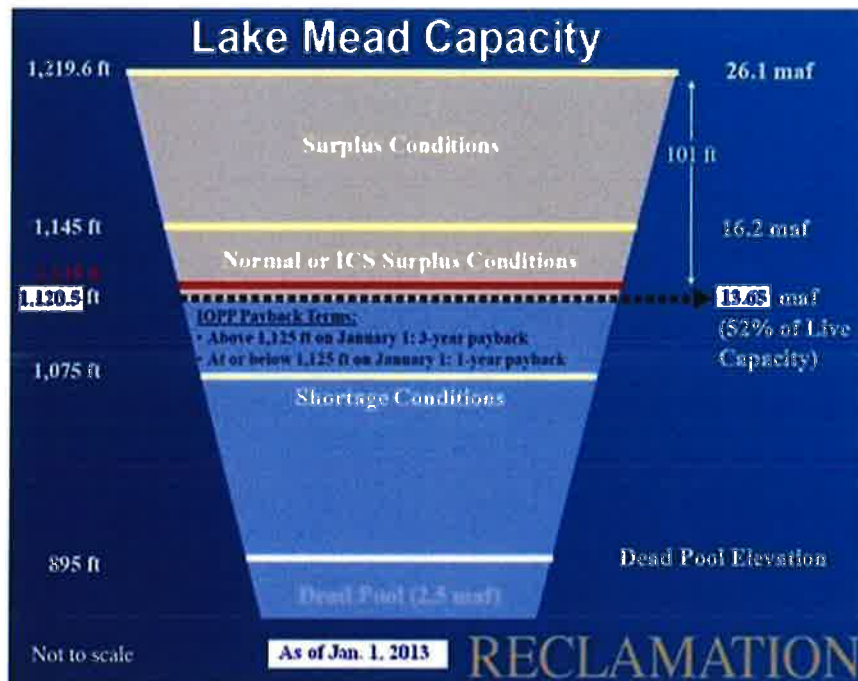 Lake Mead Capacity
1,219.6 ft
26.1 maf
Surplus Conditions
101 ft
1,145 ft
16.2 maf
Normal or ICS Surplus Conditions
1,120.5 ft
13.65 maf
(52% of Live
Capacity)
IOPP Payback Terms:
• Above 1,125 ft on January 1: 3-year payback
• At or below 1,125 ft on January 1: 1-year payback
1,075 ft
Shortage Conditions
895 ft
Dead Pool Elevation
Dead Pool (2.5 maf)
Not to scale
As of Jan. 1, 2013
RECLAMATION